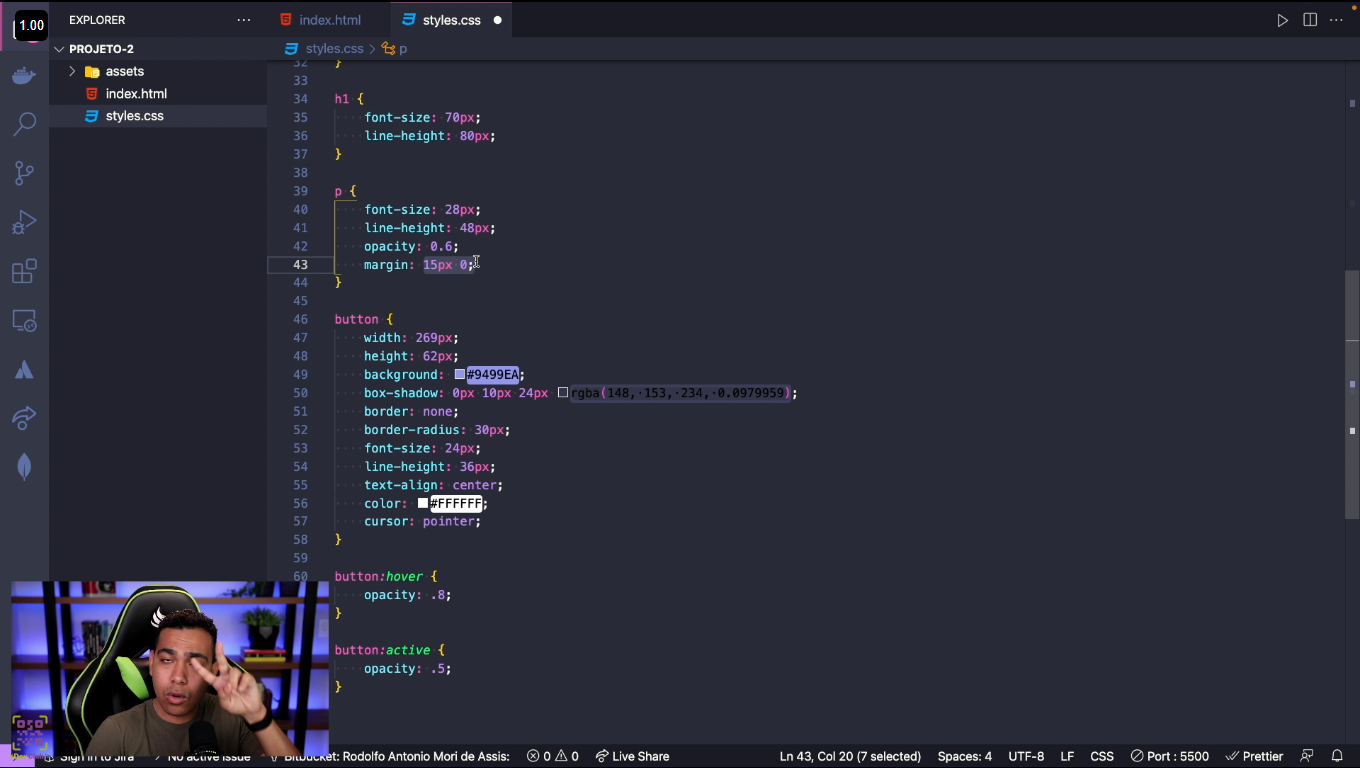 1.00
EXPLORER
index.html
styles.css
PROJETO-2
styles.css > p
assets
index.html
styles.css
32 }
33
34 h1 {
35 font-size: 70px;
36 line-height: 80px;
37 }
38
39 p {
40 font-size: 28px;
41 line-height: 48px;
42 opacity: 0.6;
43 margin: 15px 0;
44 }
45
46 button {
47 width: 269px;
48 height: 62px;
49 background: #9499EA;
50 box-shadow: 0px 10px 24px rgba(148, 153, 234, 0.0979959);
51 border: none;
52 border-radius: 30px;
53 font-size: 24px;
54 line-height: 36px;
55 text-align: center;
56 color: #FFFFFF;
57 cursor: pointer;
58 }
59
60 button:hover {
opacity: .8;
}
button:active {
opacity: .5;
}
Sign in to Jira No active issue Bitbucket: Rodolfo Antonio Mori de Assis: 0 0 Live Share Ln 43, Col 20 (7 selected) Spaces: 4 UTF-8 LF CSS Port : 5500 Prettier